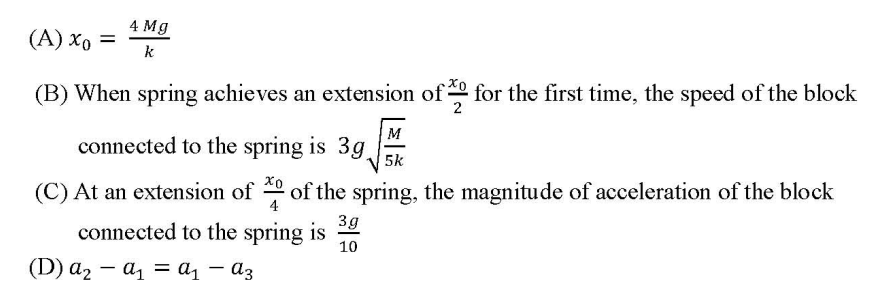 (A) $x_0 = \frac{4\,Mg}{k}$
(B) When spring achieves an extension of $\frac{x_0}{2}$ for the first time, the speed of the block
connected to the spring is $3g\sqrt{\frac{M}{5k}}$
(C) At an extension of $\frac{x_0}{4}$ of the spring, the magnitude of acceleration of the block
connected to the spring is $\frac{3g}{10}$
(D) $a_2 - a_1 = a_1 - a_3$